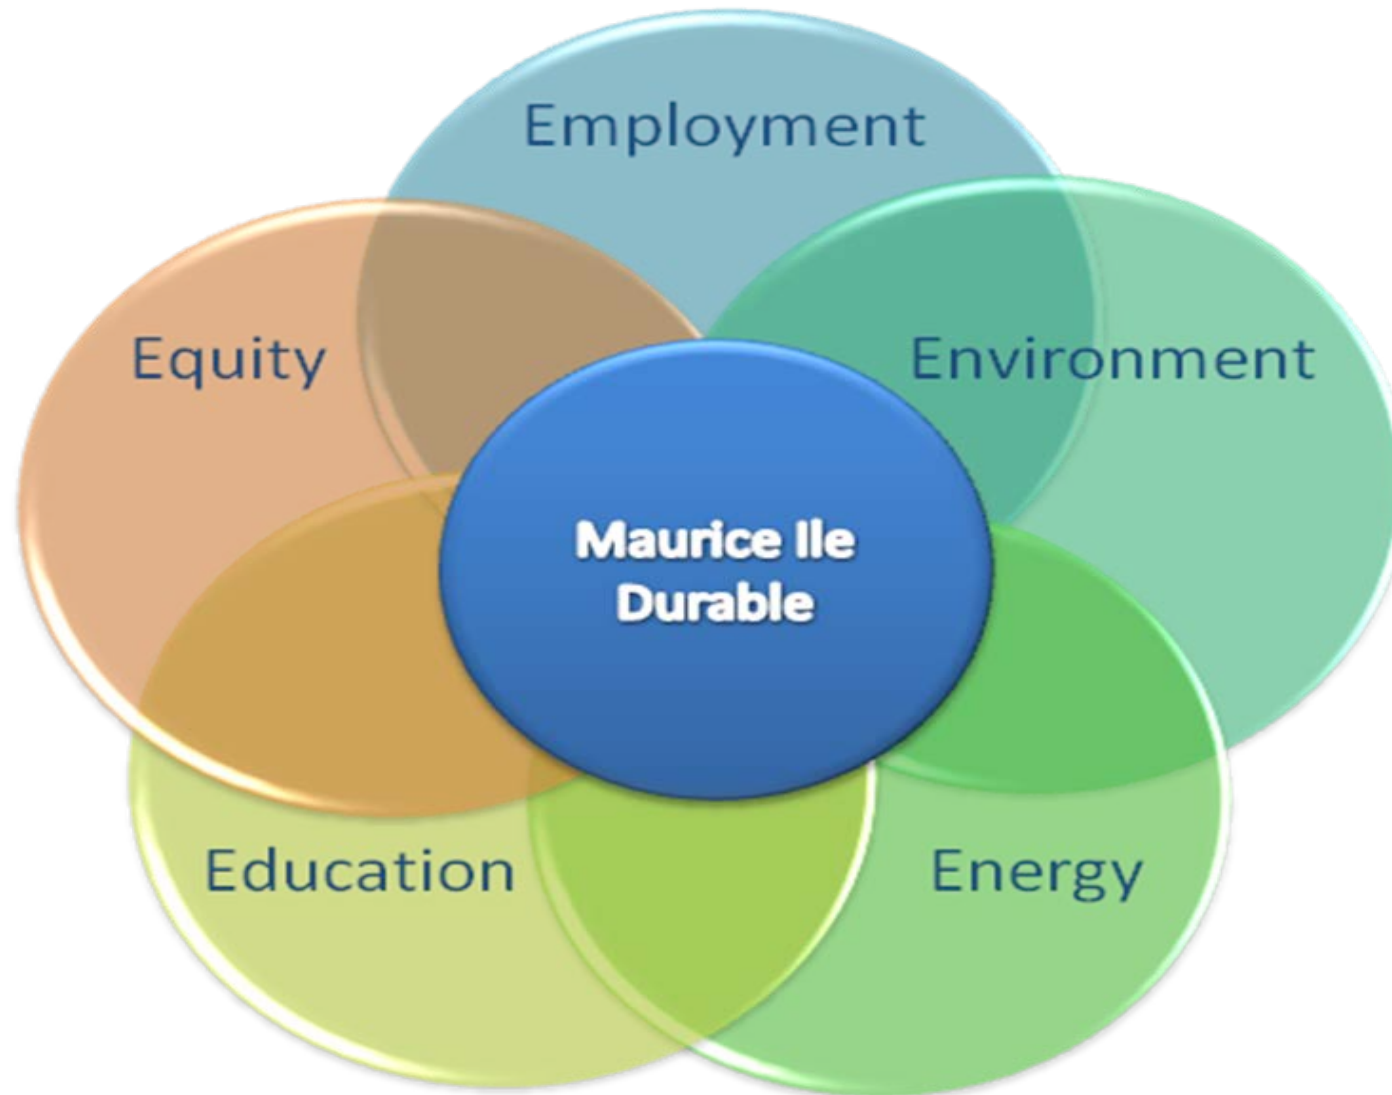 Employment
Equity
Environment
Maurice Ile
Durable
Education
Energy